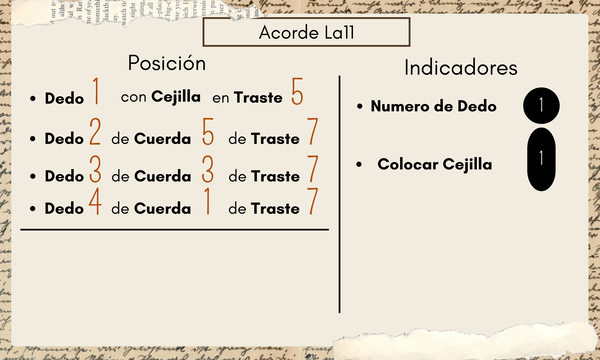 Acorde La11
Posición
• Dedo 1 con Cejilla en Traste 5
• Dedo 2 de Cuerda 5 de Traste 7
• Dedo 3 de Cuerda 3 de Traste 7
• Dedo 4 de Cuerda 1 de Traste 7
Indicadores
• Numero de Dedo 1
• Colocar Cejilla 1